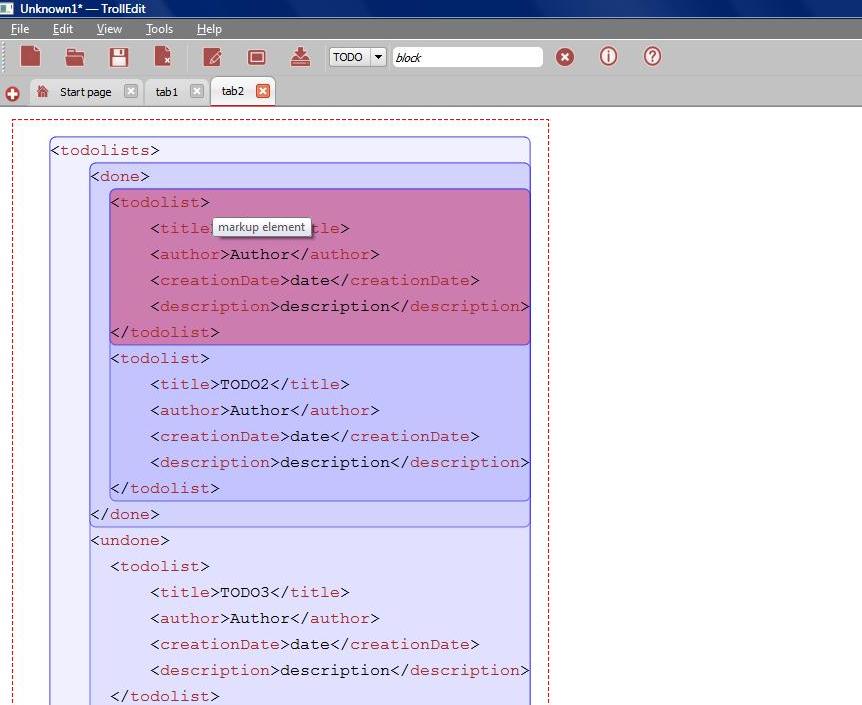 Unknown1* — TrollEdit
File Edit View Tools Help
TODO block
Start page tab1 tab2
<todolists>
<done>
<todolist>
<title markup element tle>
<author>Author</author>
<creationDate>date</creationDate>
<description>description</description>
</todolist>
<todolist>
<title>TODO2</title>
<author>Author</author>
<creationDate>date</creationDate>
<description>description</description>
</todolist>
</done>
<undone>
<todolist>
<title>TODO3</title>
<author>Author</author>
<creationDate>date</creationDate>
<description>description</description>
</todolist>